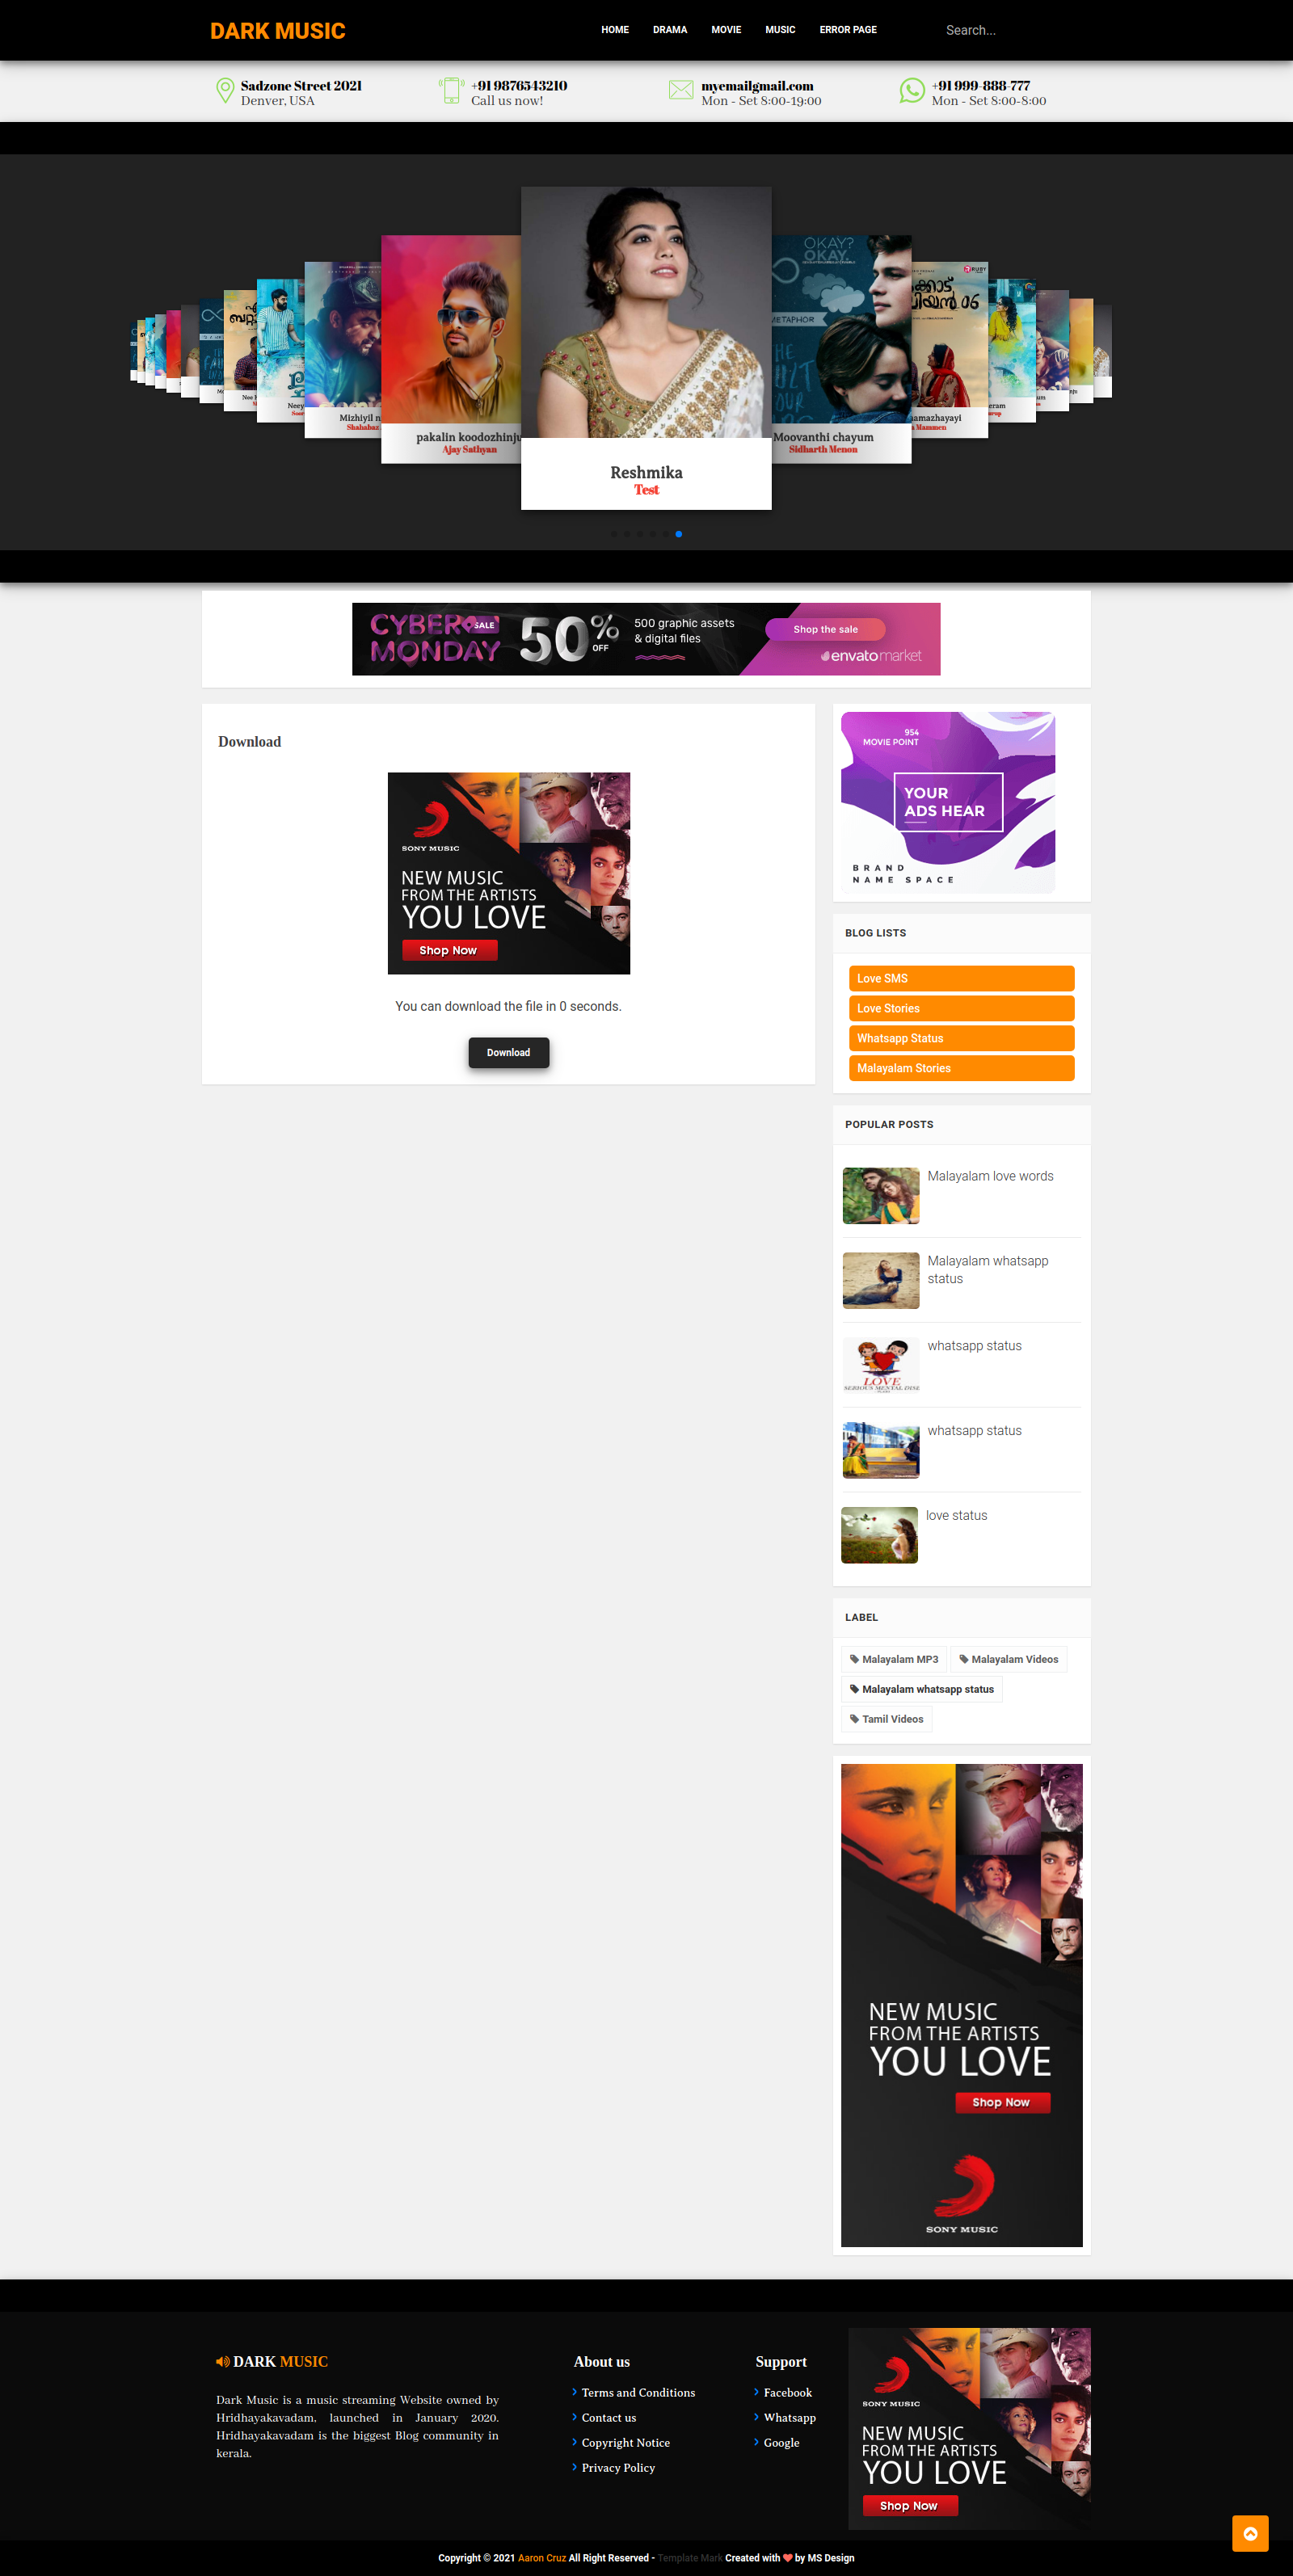 DARK MUSIC
HOME DRAMA MOVIE MUSIC ERROR PAGE
Search...
Sadzone Street 2021
Denver, USA
+91 9876543210
Call us now!
myemailgmail.com
Mon - Set 8:00-19:00
+91 999-888-777
Mon - Set 8:00-8:00
Mizhiyil
Shahabaz
pakalin koodozhinju
Ajay Sathyan
Reshmika
Test
OKAY?
OKAY.
METAPHOR
Moovanthi chayum
Sidharth Menon
RUBY
06
CYBER MONDAY
SALE
50% OFF
500 graphic assets
& digital files
Shop the sale
envato market
Download
SONY MUSIC
NEW MUSIC
FROM THE ARTISTS
YOU LOVE
Shop Now
You can download the file in 0 seconds.
Download
954
MOVIE POINT
YOUR
ADS HEAR
BRAND
NAME SPACE
BLOG LISTS
Love SMS
Love Stories
Whatsapp Status
Malayalam Stories
POPULAR POSTS
Malayalam love words
Malayalam whatsapp
status
LOVE
whatsapp status
whatsapp status
love status
LABEL
Malayalam MP3
Malayalam Videos
Malayalam whatsapp status
Tamil Videos
NEW MUSIC
FROM THE ARTISTS
YOU LOVE
Shop Now
SONY MUSIC
DARK MUSIC
Dark Music is a music streaming Website owned by
Hridhayakavadam, launched in January 2020.
Hridhayakavadam is the biggest Blog community in
kerala.
About us
Terms and Conditions
Contact us
Copyright Notice
Privacy Policy
Support
Facebook
Whatsapp
Google
SONY MUSIC
NEW MUSIC
FROM THE ARTISTS
YOU LOVE
Shop Now
Copyright © 2021 Aaron Cruz All Right Reserved - Template Mark Created with ❤ by MS Design